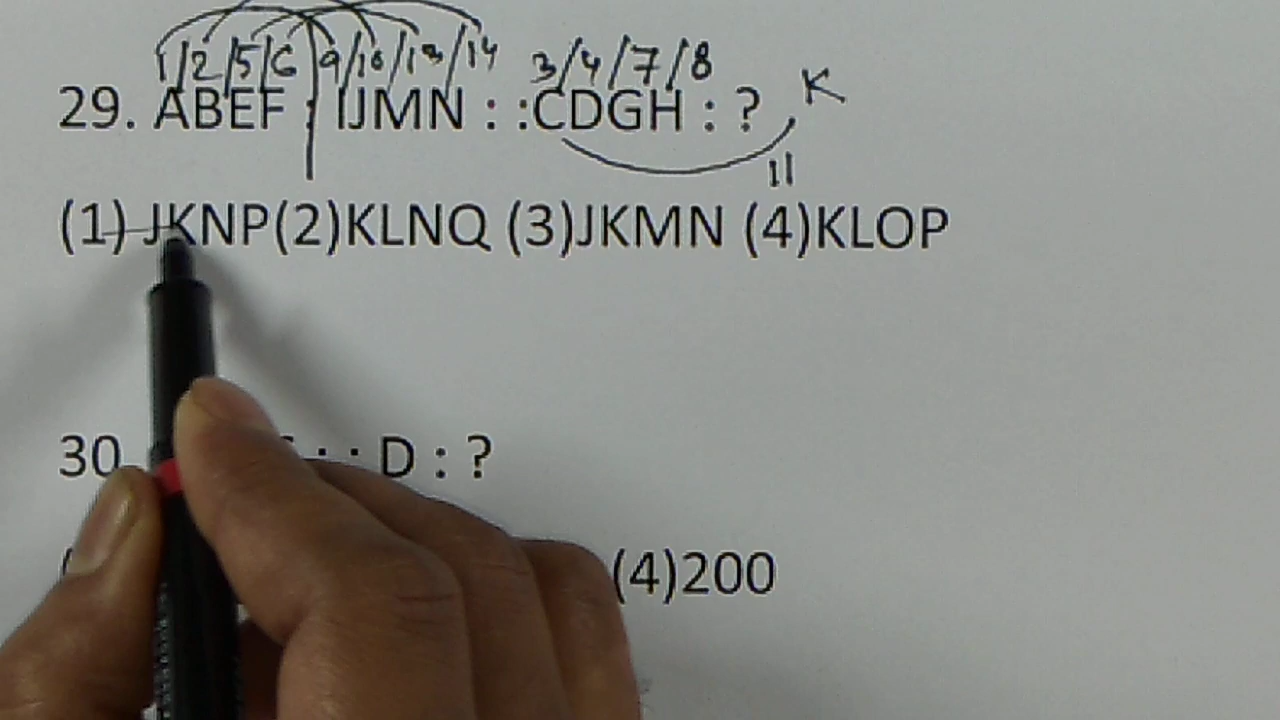 1/2/5/6 9/10/13/14 3/4/7/8 K
29. ABEF : IJMN : :CDGH : ?
11
(1) JKNP(2)KLNQ (3)JKMN (4)KLOP
30. : : D : ?
(4)200